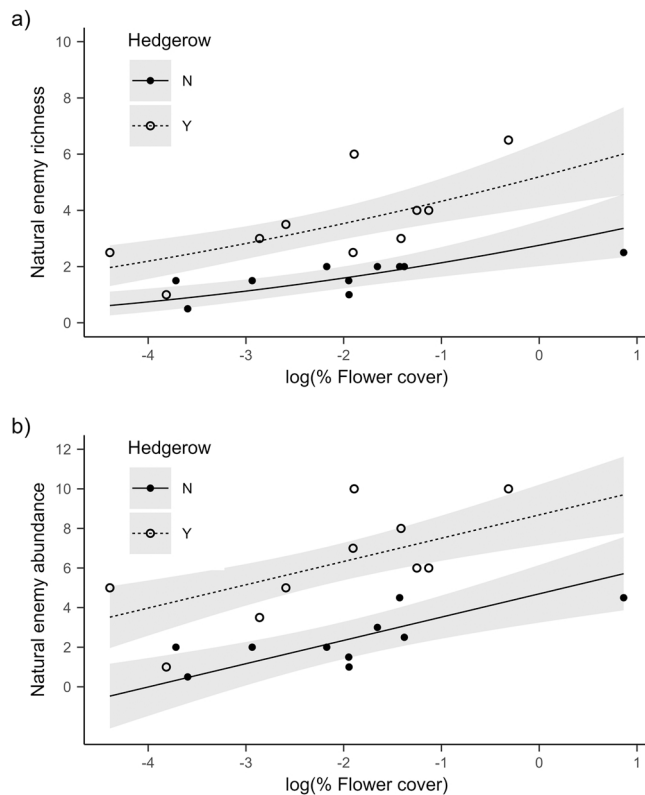 a)
Hedgerow
N
Y
Natural enemy richness
10
8
6
4
2
0
-4 -3 -2 -1 0 1
log(% Flower cover)
b)
Hedgerow
N
Y
Natural enemy abundance
12
10
8
6
4
2
0
-4 -3 -2 -1 0 1
log(% Flower cover)